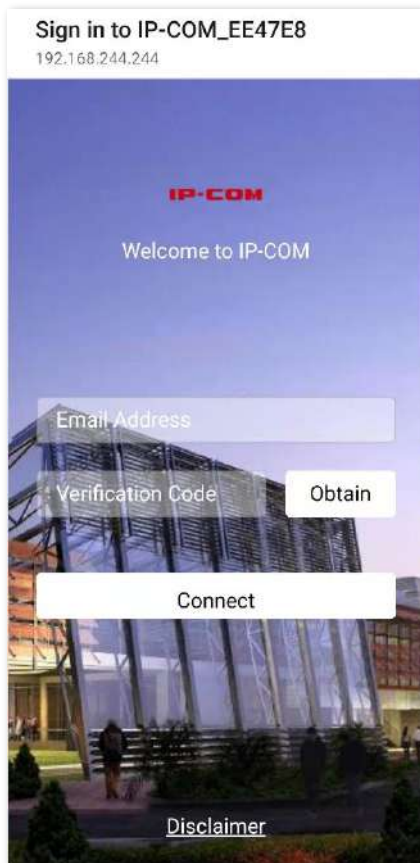 Sign in to IP-COM_EE47E8
192.168.244.244
IP-COM
Welcome to IP-COM
Email Address
Verification Code
Obtain
Connect
Disclaimer